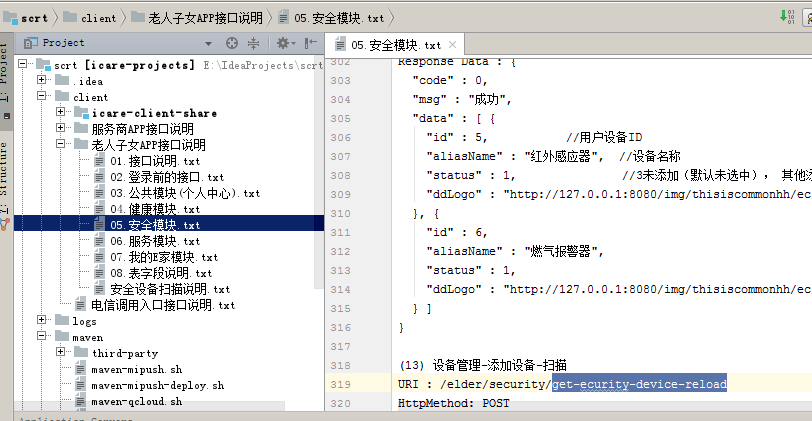 scrt client 老人子女APP接口说明 05.安全模块.txt
Project
05.安全模块.txt
Project
Structure
scrt [icare-projects] E:\IdeaProjects\scrt
.idea
client
icare-client-share
服务商APP接口说明
老人子女APP接口说明
01.接口说明.txt
02.登录前的接口.txt
03.公共模块(个人中心).txt
04.健康模块.txt
05.安全模块.txt
06.服务模块.txt
07.我的E家模块.txt
08.表字段说明.txt
安全设备扫描说明.txt
电信调用入口接口说明.txt
logs
maven
third-party
maven-mipush.sh
maven-mipush-deploy.sh
maven-qcloud.sh
302 Response Data : {
303 "code" : 0,
304 "msg" : "成功",
305 "data" : [ {
306 "id" : 5, //用户设备ID
307 "aliasName" : "红外感应器", //设备名称
308 "status" : 1, //3未添加(默认未选中), 其他
309 "ddLogo" : "http://127.0.0.1:8080/img/thisiscommonhh/ec
310 }, {
311 "id" : 6,
312 "aliasName" : "燃气报警器",
313 "status" : 1,
314 "ddLogo" : "http://127.0.0.1:8080/img/thisiscommonhh/ec
315 } ]
316 }
317
318 (13) 设备管理-添加设备-扫描
319 URI : /elder/security/get-ecurity-device-reload
320 HttpMethod: POST